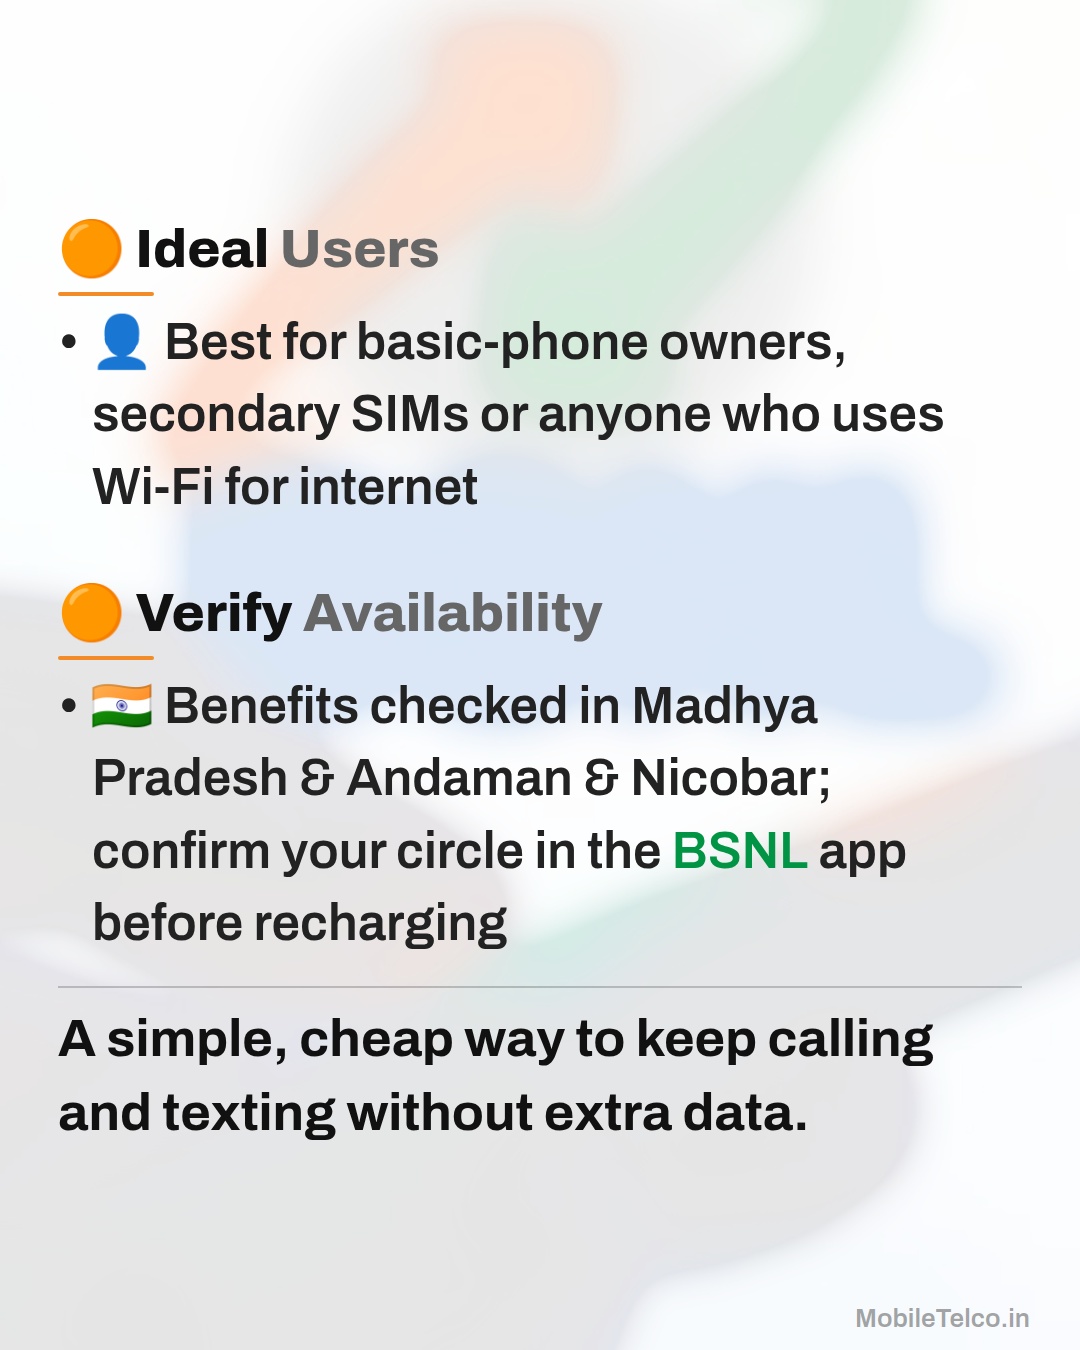 🟠 Ideal Users
• 👤 Best for basic-phone owners,
secondary SIMs or anyone who uses
Wi-Fi for internet
🟠 Verify Availability
• 🇮🇳 Benefits checked in Madhya
Pradesh & Andaman & Nicobar;
confirm your circle in the BSNL app
before recharging
A simple, cheap way to keep calling
and texting without extra data.
MobileTelco.in